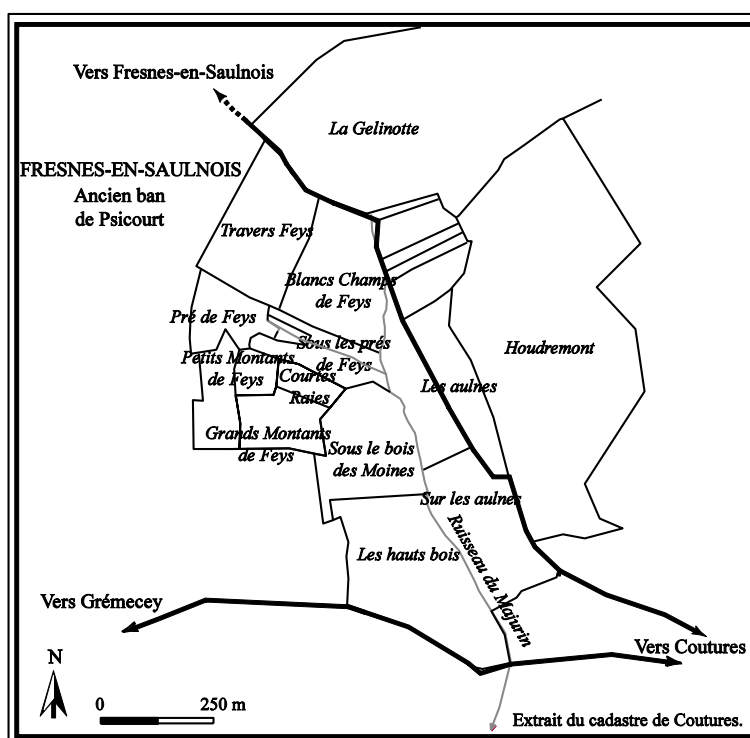 Vers Fresnes-en-Saulnois
La Gelinotte
FRESNES-EN-SAULNOIS
Ancien ban
de Psicourt
Travers Feys
Blancs Champs
de Feys
Pré de Feys
Sous les prés
de Feys
Houdremont
Petits Montants
de Feys
Courtes
Raies
Les aulnes
Grands Montants
de Feys
Sous le bois
des Moines
Sur les aulnes
Ruisseau du Majurin
Les hauts bois
Vers Grémecey
Vers Coutures
N
0 250 m
Extrait du cadastre de Coutures.